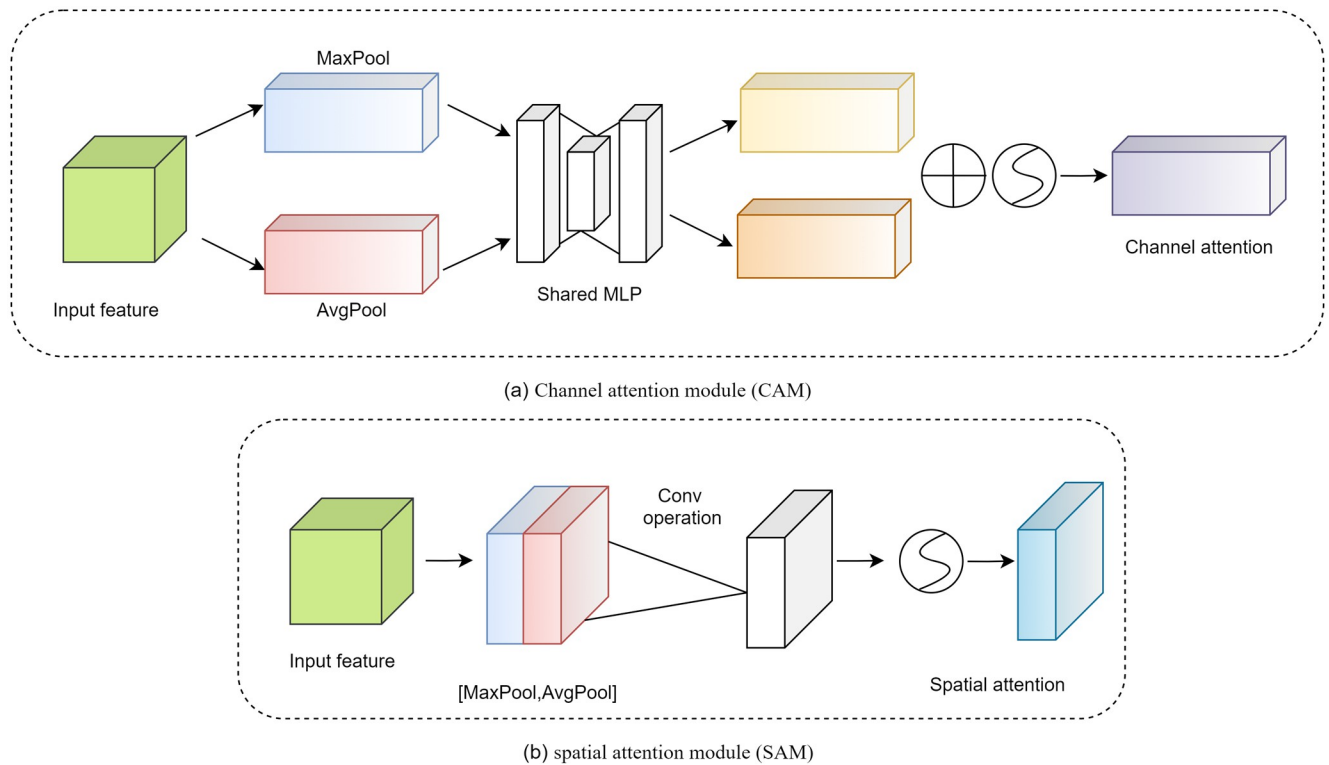 MaxPool
Input feature
AvgPool
Shared MLP
Channel attention
(a) Channel attention module (CAM)
Conv
operation
Input feature
[MaxPool,AvgPool]
Spatial attention
(b) spatial attention module (SAM)